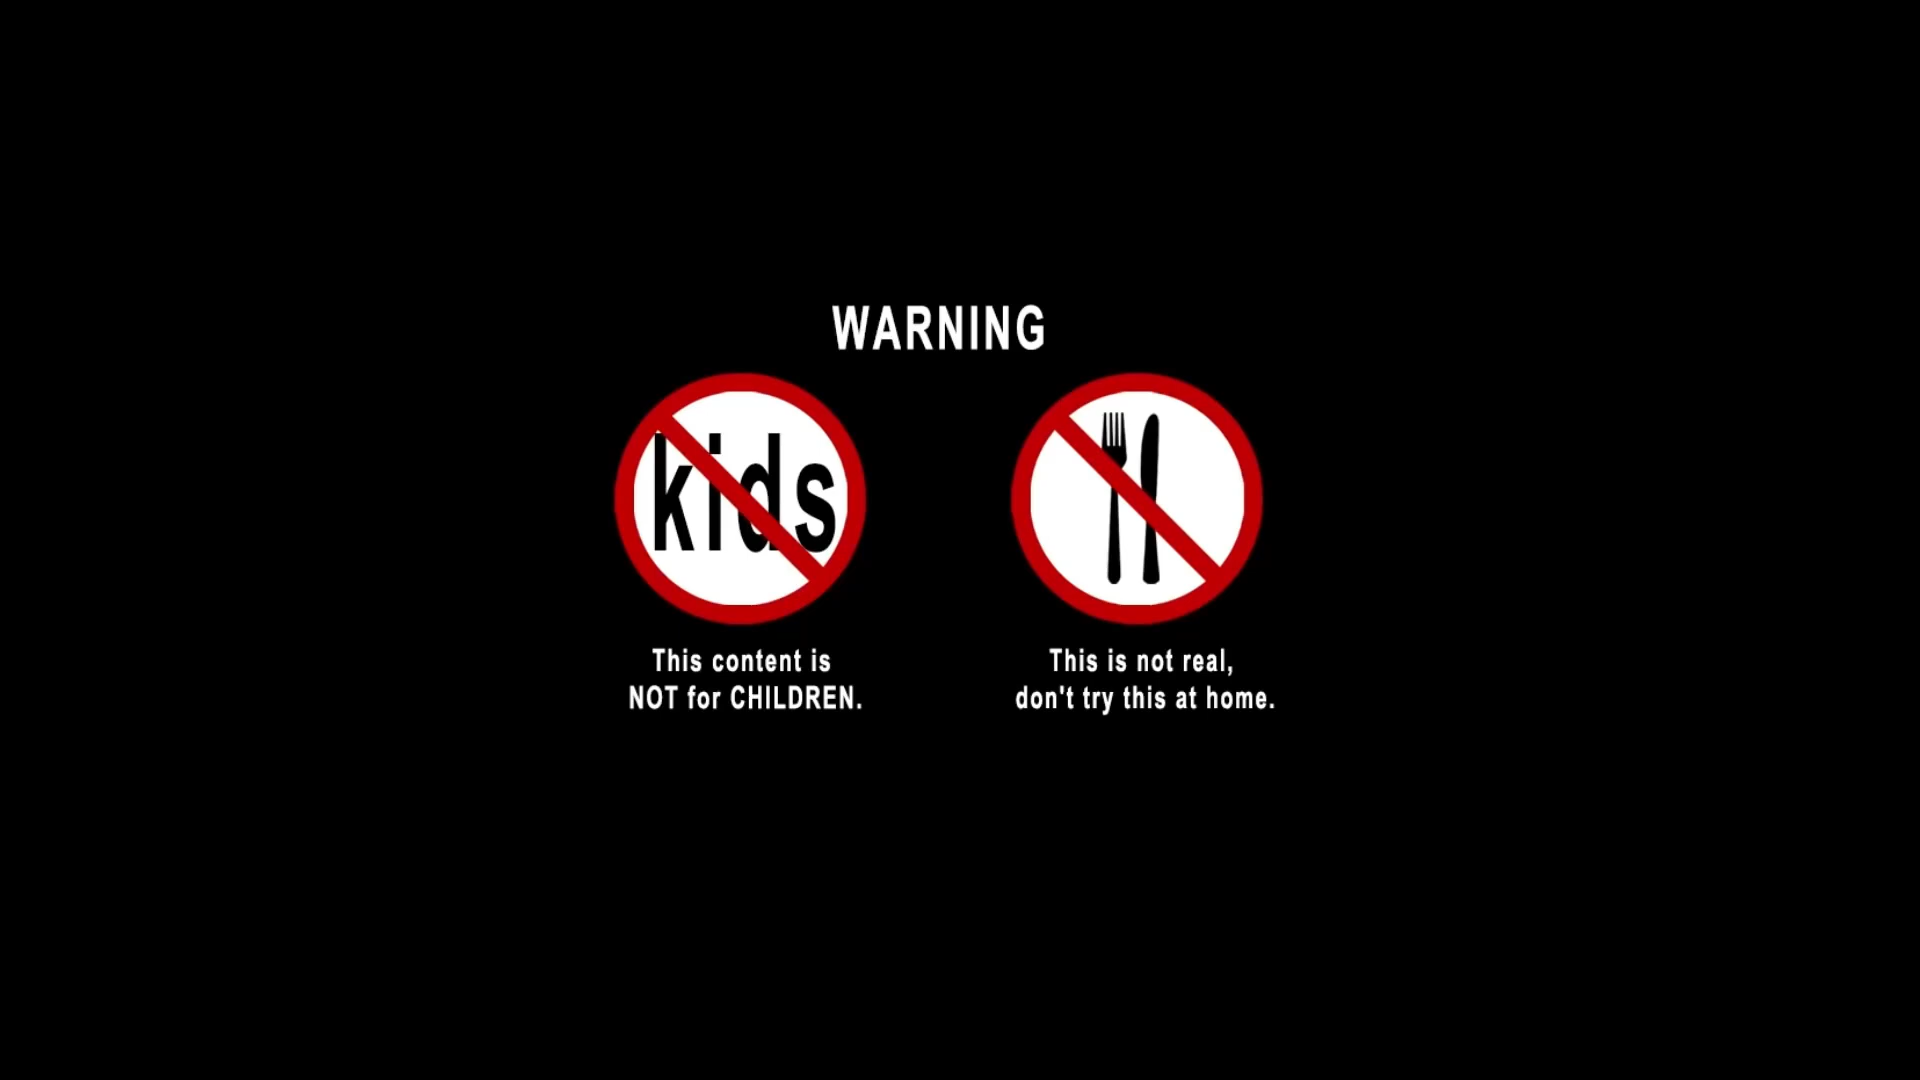 WARNING
kids
This content is
NOT for CHILDREN.
This is not real,
don't try this at home.